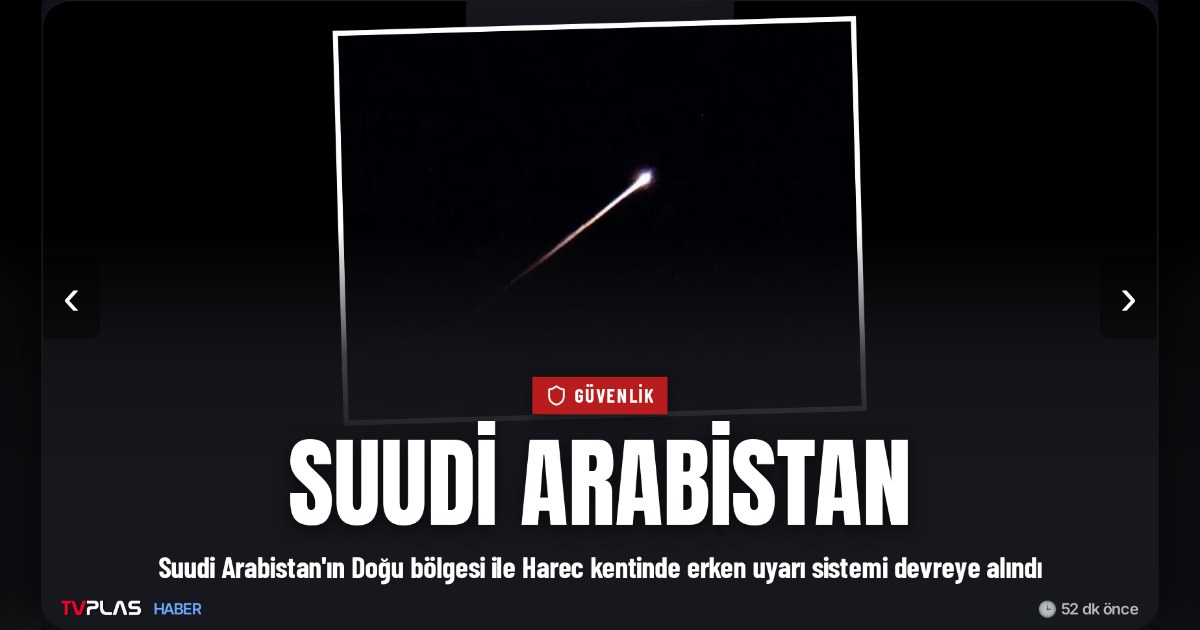 GÜVENLİK
SUUDİ ARABİSTAN
Suudi Arabistan'ın Doğu bölgesi ile Harec kentinde erken uyarı sistemi devreye alındı
TVPLAS HABER
52 dk önce